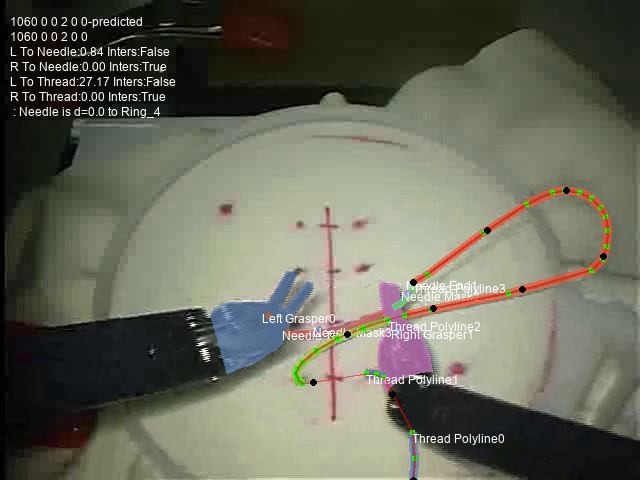 1060 0 0 2 0 0-predicted
1060 0 0 2 0 0
L To Needle:0.84 Inters:False
R To Needle:0.00 Inters:True
L To Thread:27.17 Inters:False
R To Thread:0.00 Inters:True
: Needle is d=0.0 to Ring_4
Needle End1
Thread Polyline3
Needle Mask
Left Grasper0
Thread Polyline2
Needle Mask3
Right Grasper1
Thread Polyline1
Thread Polyline0